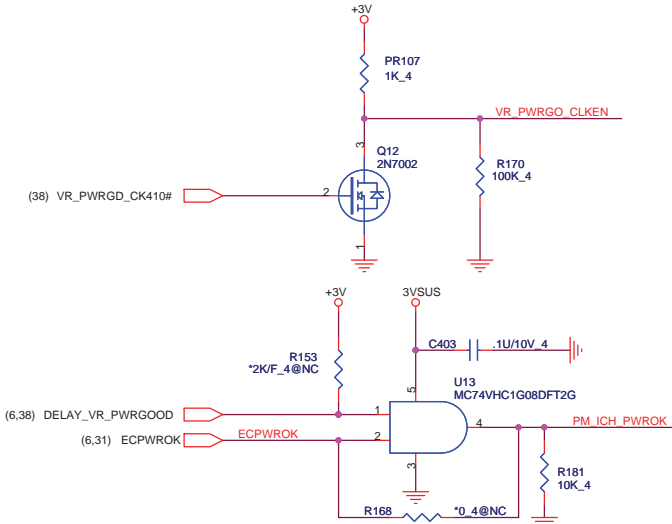 +3V
PR107
1K_4
VR_PWRGO_CLKEN
3
Q12
2N7002
R170
100K_4
(38) VR_PWRGD_CK410#
2
1
+3V
3VSUS
C403
.1U/10V_4
R153
*2K/F_4@NC
U13
MC74VHC1G08DFT2G
5
(6,38) DELAY_VR_PWRGOOD
1
4
PM_ICH_PWROK
(6,31) ECPWROK
ECPWROK
2
3
R181
10K_4
R168
*0_4@NC